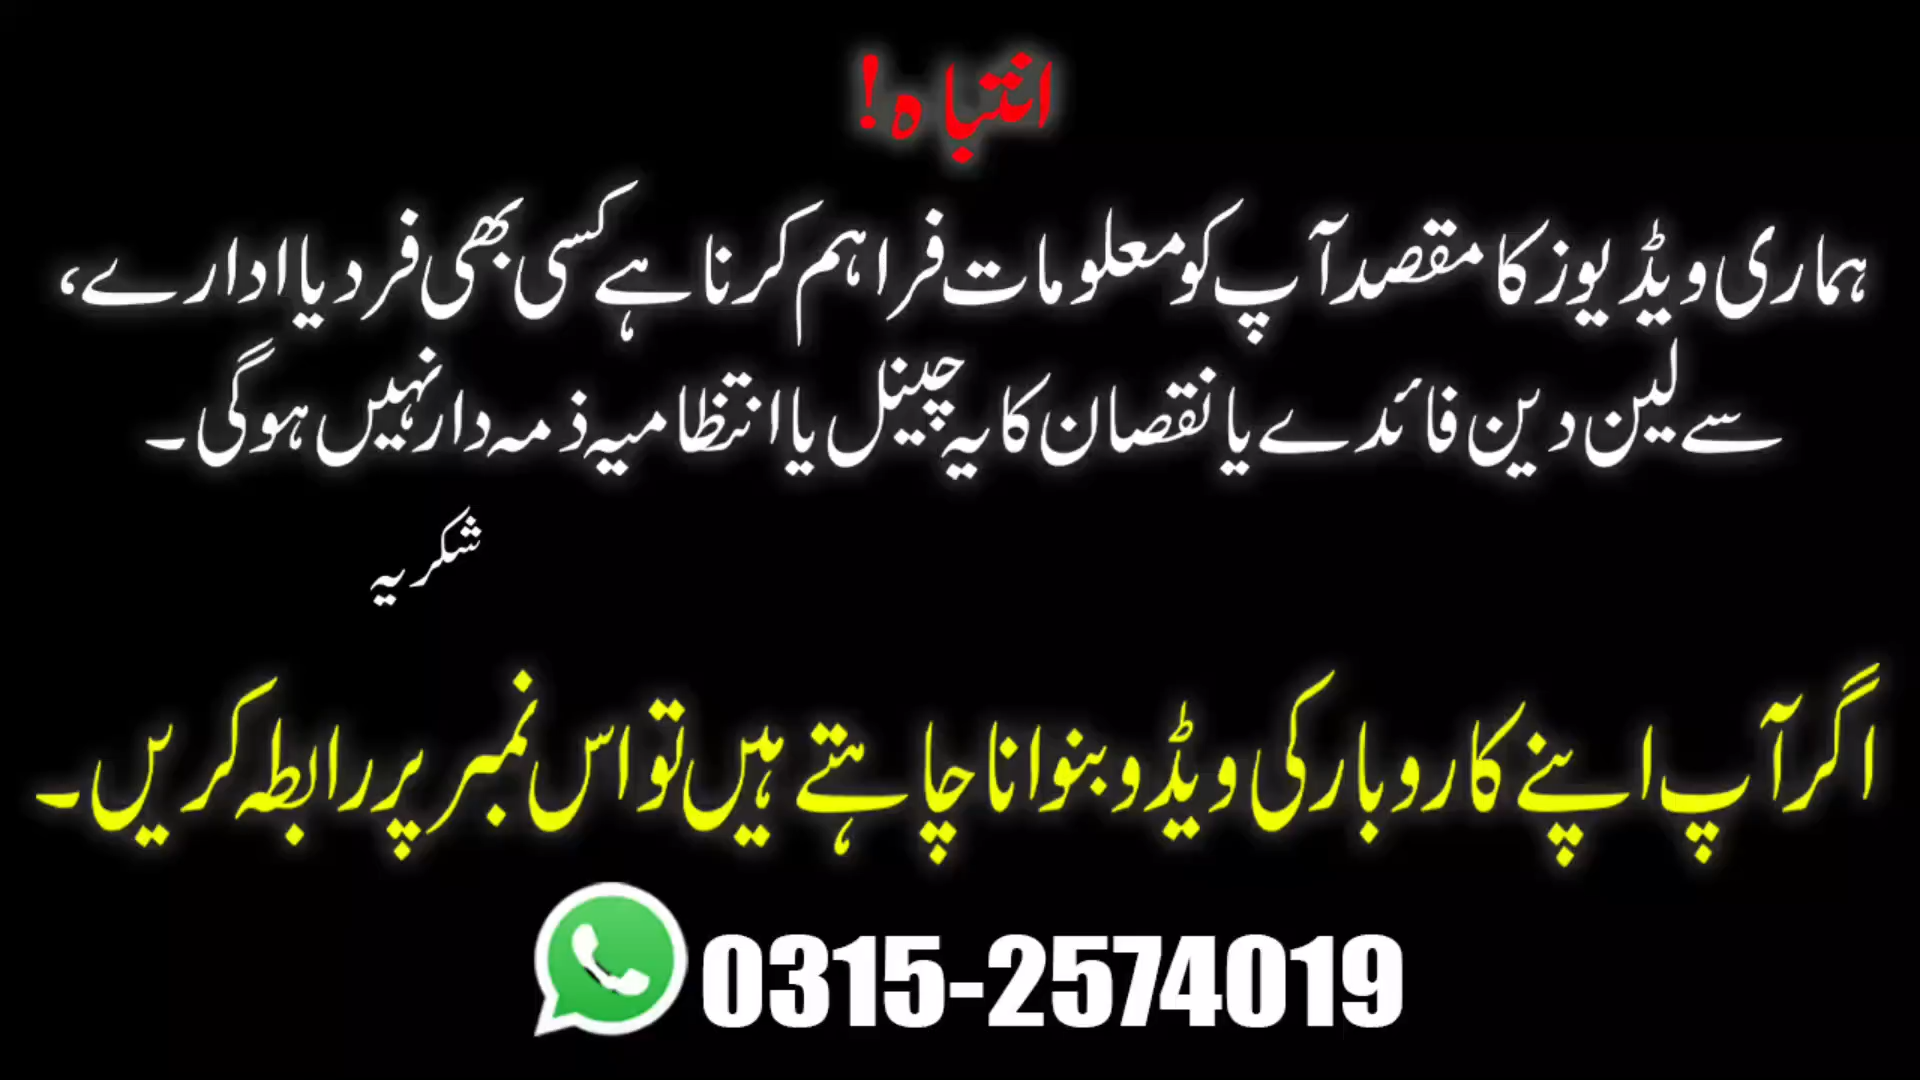 انتباہ!
ہماری ویڈیوز کا مقصد آپ کو معلومات فراہم کرنا ہے کسی بھی فرد یا ادارے،
سے لین دین فائدے یا نقصان کا یہ چینل یا انتظامیہ ذمہ دار نہیں ہوگی۔
شکریہ
اگر آپ اپنے کاروبار کی ویڈو بنوانا چاہتے ہیں تو اس نمبر پر رابطہ کریں۔
0315-2574019